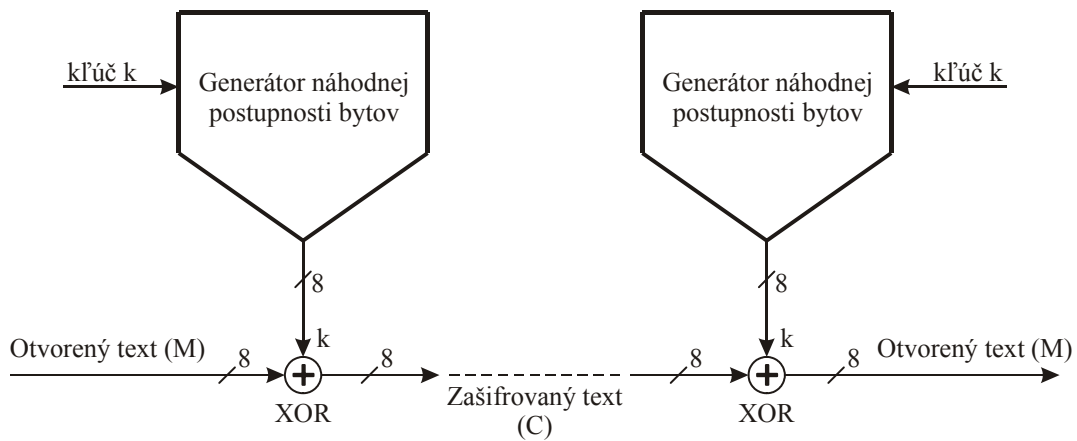 kľúč k
Generátor náhodnej
postupnosti bytov
8
k
Otvorený text (M)
8
XOR
8
Zašifrovaný text
(C)
kľúč k
Generátor náhodnej
postupnosti bytov
8
k
8
XOR
8
Otvorený text (M)